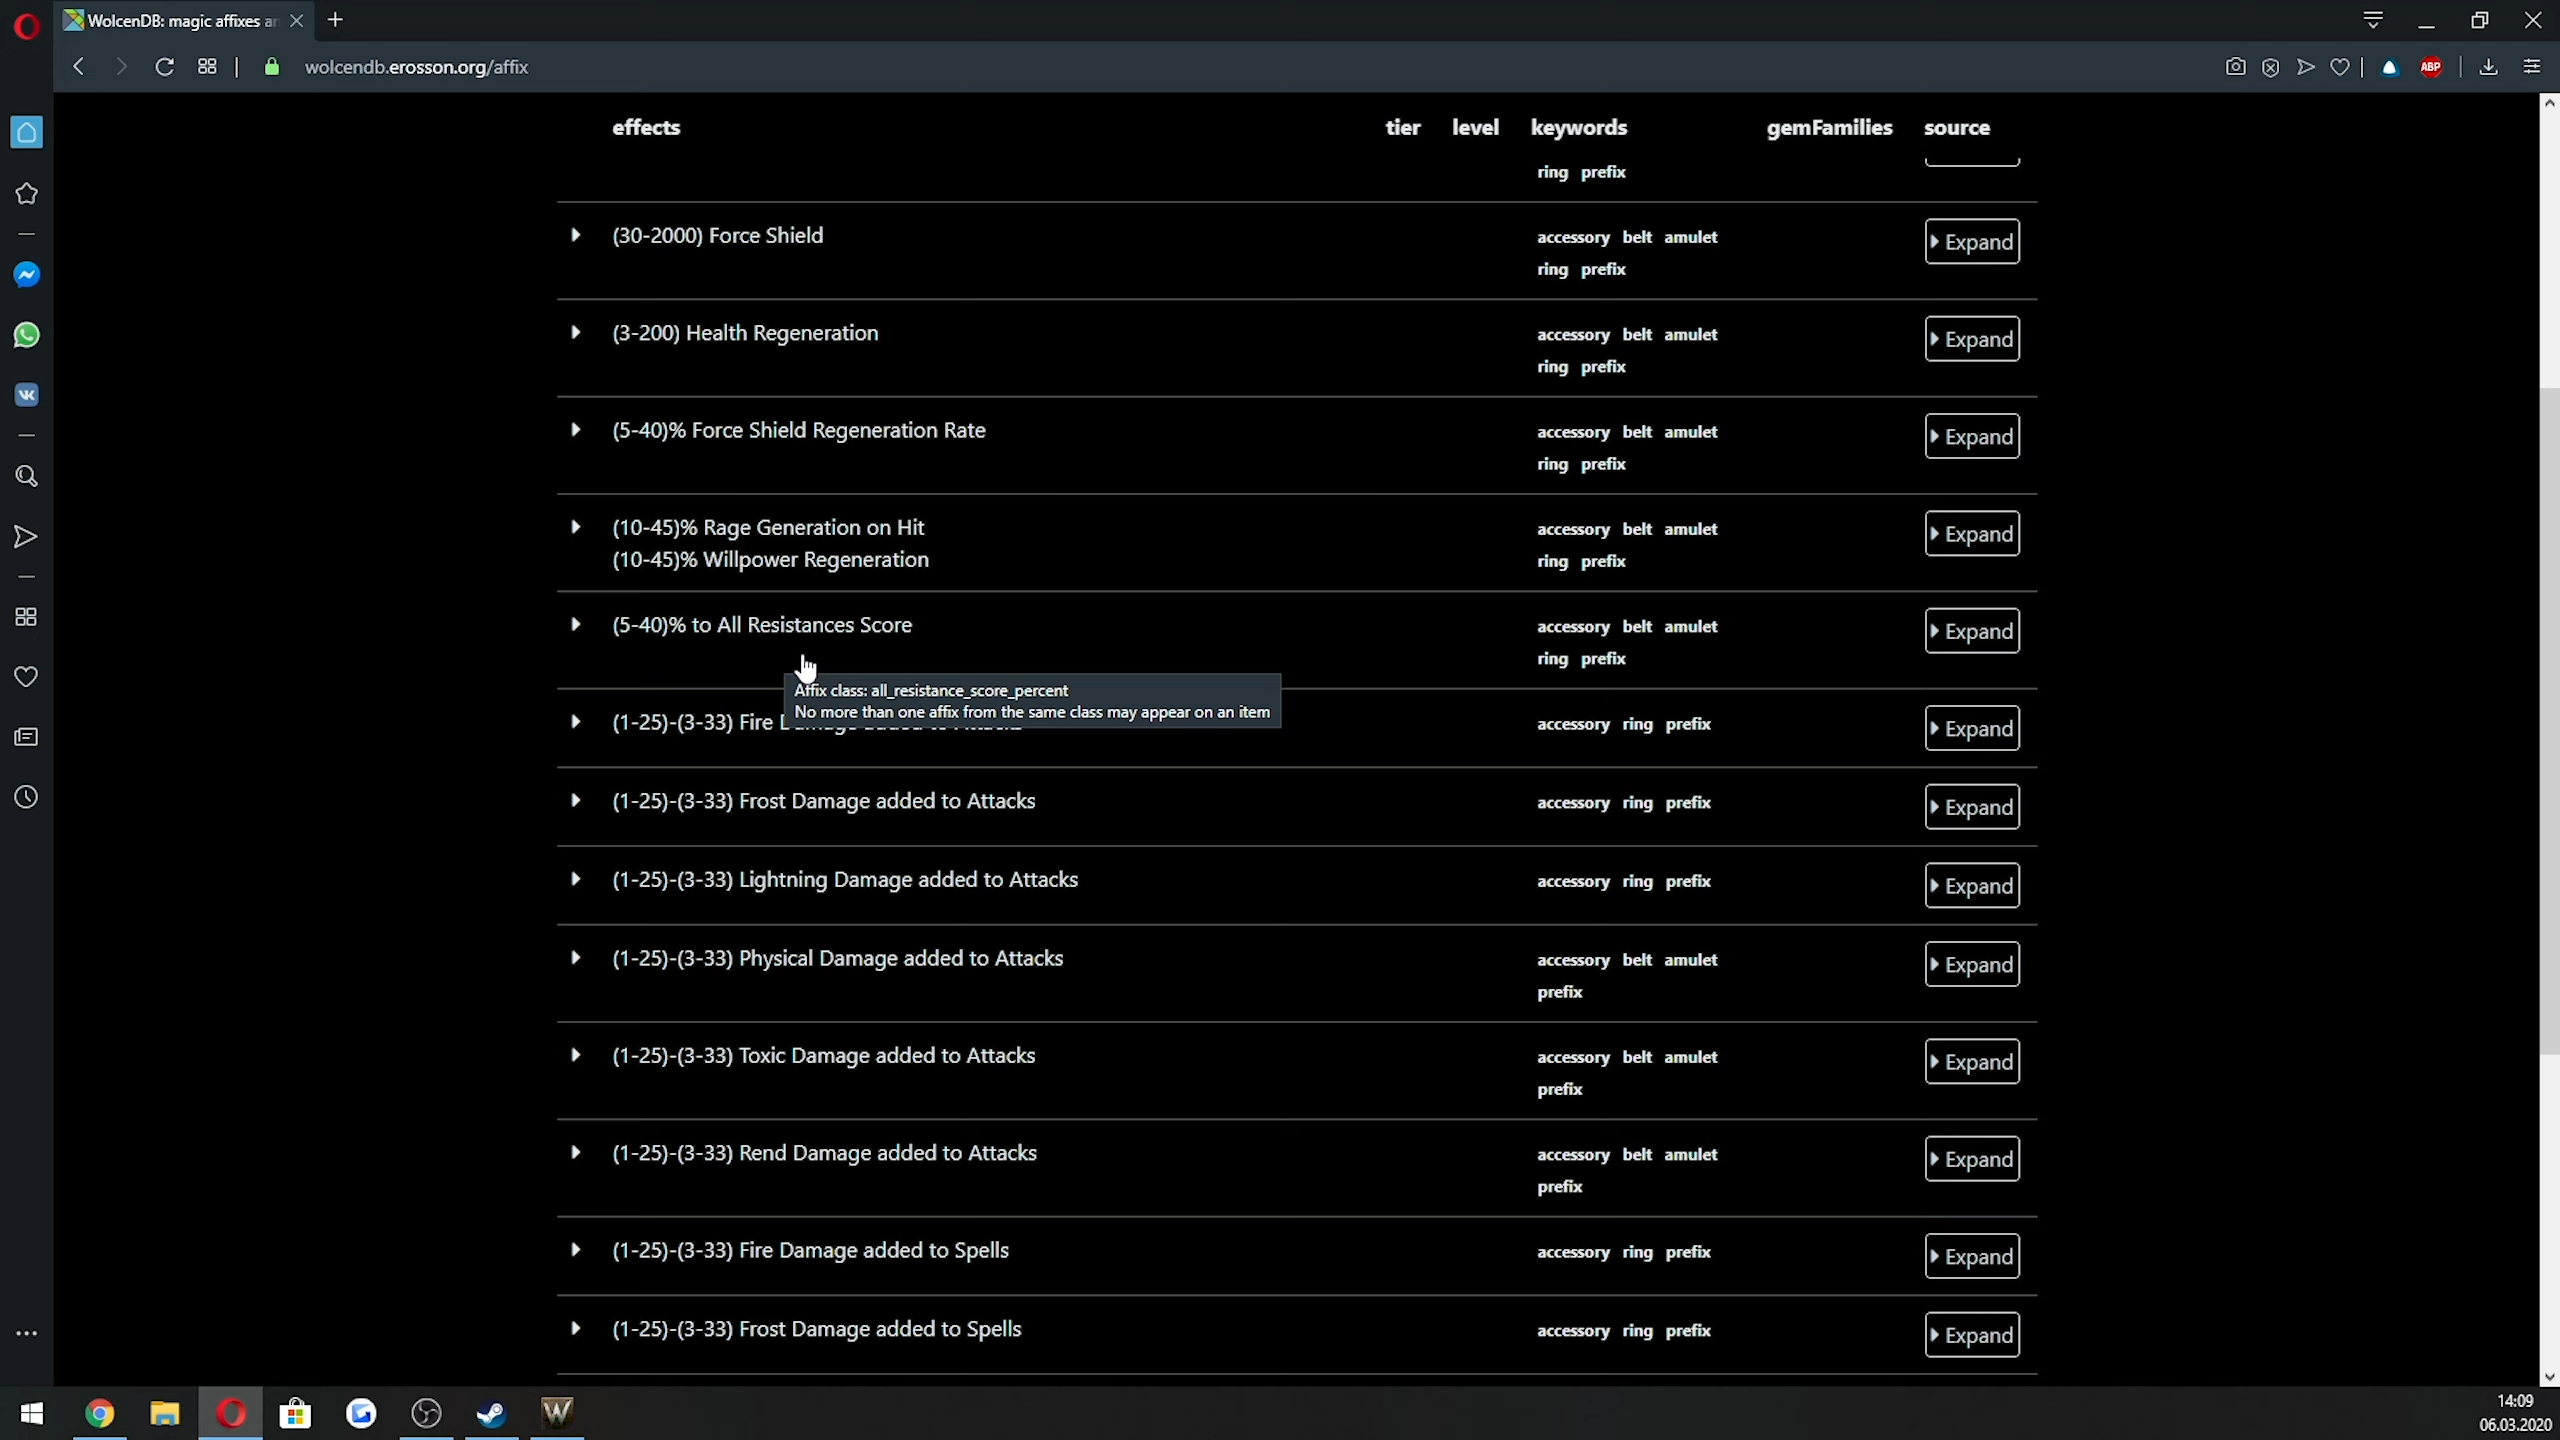 WolcenDB: magic affixes a
wolcendb.erosson.org/affix
ABP
effects tier level keywords gemFamilies source
ring prefix
(30-2000) Force Shield accessory belt amulet Expand
ring prefix
(3-200) Health Regeneration accessory belt amulet Expand
ring prefix
(5-40)% Force Shield Regeneration Rate accessory belt amulet Expand
ring prefix
(10-45)% Rage Generation on Hit accessory belt amulet Expand
(10-45)% Willpower Regeneration ring prefix
(5-40)% to All Resistances Score accessory belt amulet Expand
ring prefix
Affix class: all_resistance_score_percent
No more than one affix from the same class may appear on an item
(1-25)-(3-33) Fire accessory ring prefix Expand
(1-25)-(3-33) Frost Damage added to Attacks accessory ring prefix Expand
(1-25)-(3-33) Lightning Damage added to Attacks accessory ring prefix Expand
(1-25)-(3-33) Physical Damage added to Attacks accessory belt amulet Expand
prefix
(1-25)-(3-33) Toxic Damage added to Attacks accessory belt amulet Expand
prefix
(1-25)-(3-33) Rend Damage added to Attacks accessory belt amulet Expand
prefix
(1-25)-(3-33) Fire Damage added to Spells accessory ring prefix Expand
(1-25)-(3-33) Frost Damage added to Spells accessory ring prefix Expand
14:09
06.03.2020